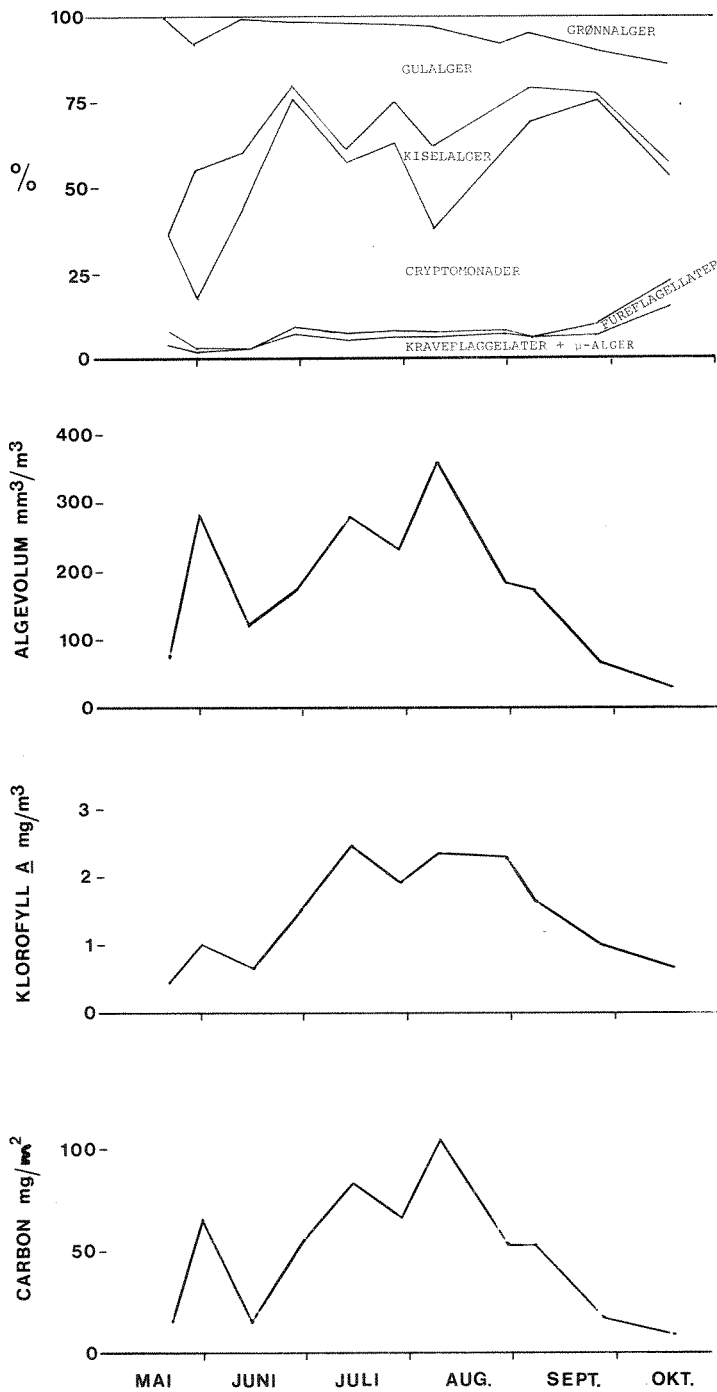 100-
GRØNNALGER
GULALGER
75-
%
KISELALGER
50-
CRYPTOMONADER
25-
FUREFLAGELLATER
KRAVEFLAGGELATER + µ-ALGER
0
ALGEVOLUM mm³/m³
400-
300-
200-
100-
0
KLOROFYLL A mg/m³
3-
2-
1-
0
CARBON mg/m²
100-
50-
0
MAI JUNI JULI AUG. SEPT. OKT.